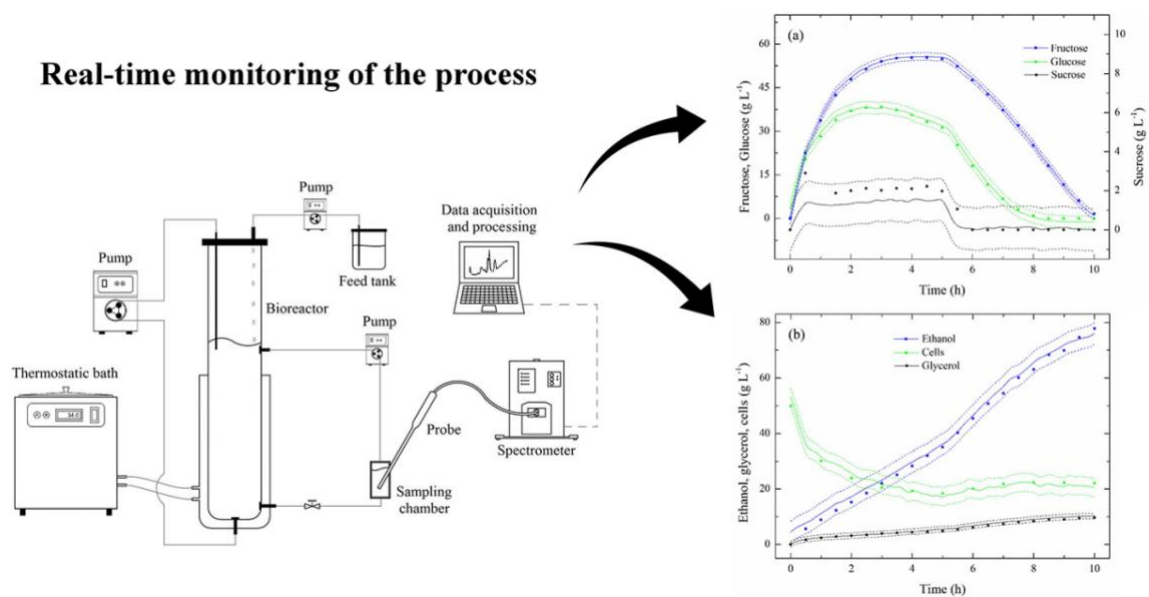 Real-time monitoring of the process
Pump
Pump
Feed tank
Bioreactor
Pump
Thermostatic bath
34.0
Data acquisition
and processing
Probe
Sampling
chamber
Spectrometer
(a)
Fructose
Glucose
Sucrose
Fructose, Glucose (g L⁻¹)
60
45
30
15
0
Sucrose (g L⁻¹)
10
8
6
4
2
0
0 2 4 6 8 10
Time (h)
(b)
Ethanol
Cells
Glycerol
Ethanol, glycerol, cells (g L⁻¹)
80
60
40
20
0
0 2 4 6 8 10
Time (h)